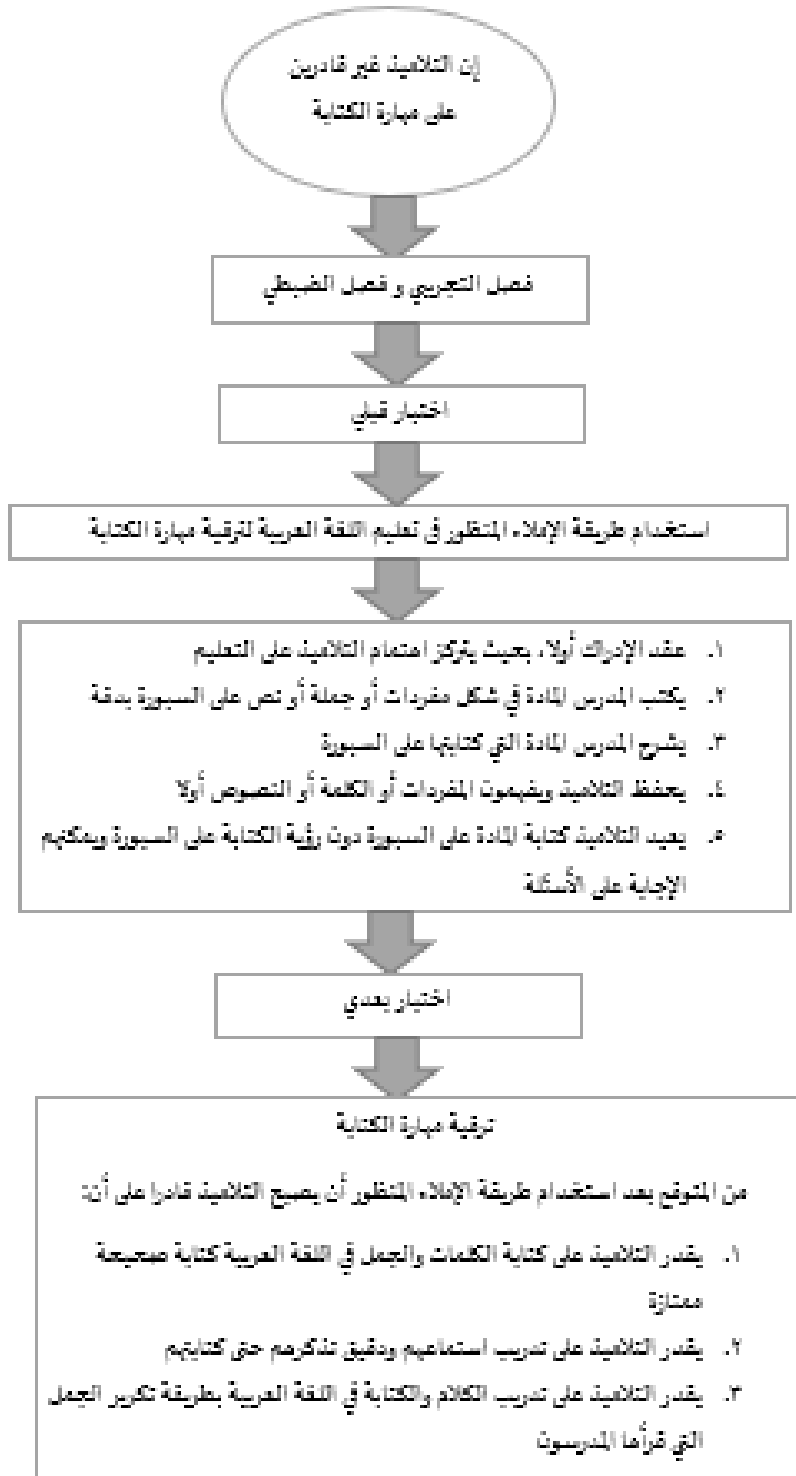 إن التلاميذ غير قادرين
على مهارة الكتابة
فصل التجريبي و فصل الضبطي
اختبار قبلي
استخدام طريقة الإملاء المنظور في تعليم اللغة العربية لترقية مهارة الكتابة
١. عقد الإدراك أولا، بحيث يتركز اهتمام التلاميذ على التعليم
٢. يكتب المدرس المادة في شكل مفردات أو جملة أو نص على السبورة بدقة
٣. يشرح المدرس المادة التي كتابتها على السبورة
٤. يحفظ التلاميذ ويفهمون المفردات أو الكلمة أو النصوص أولا
٥. يعيد التلاميذ كتابة المادة على السبورة دون رؤية الكتابة على السبورة ويمكنهم
الإجابة على الأسئلة
اختبار بعدي
ترقية مهارة الكتابة
من المتوقع بعد استخدام طريقة الإملاء المنظور أن يصبح التلاميذ قادرا على أن:
١. يقدر التلاميذ على كتابة الكلمات والجمل في اللغة العربية كتابة صحيحة
ممتازة
٢. يقدر التلاميذ على تدريب استماعهم ودقيق تذكرهم حتى كتابتهم
٣. يقدر التلاميذ على تدريب الكلام والكتابة في اللغة العربية بطريقة تكرير الجمل
التي قرأها المدرسون